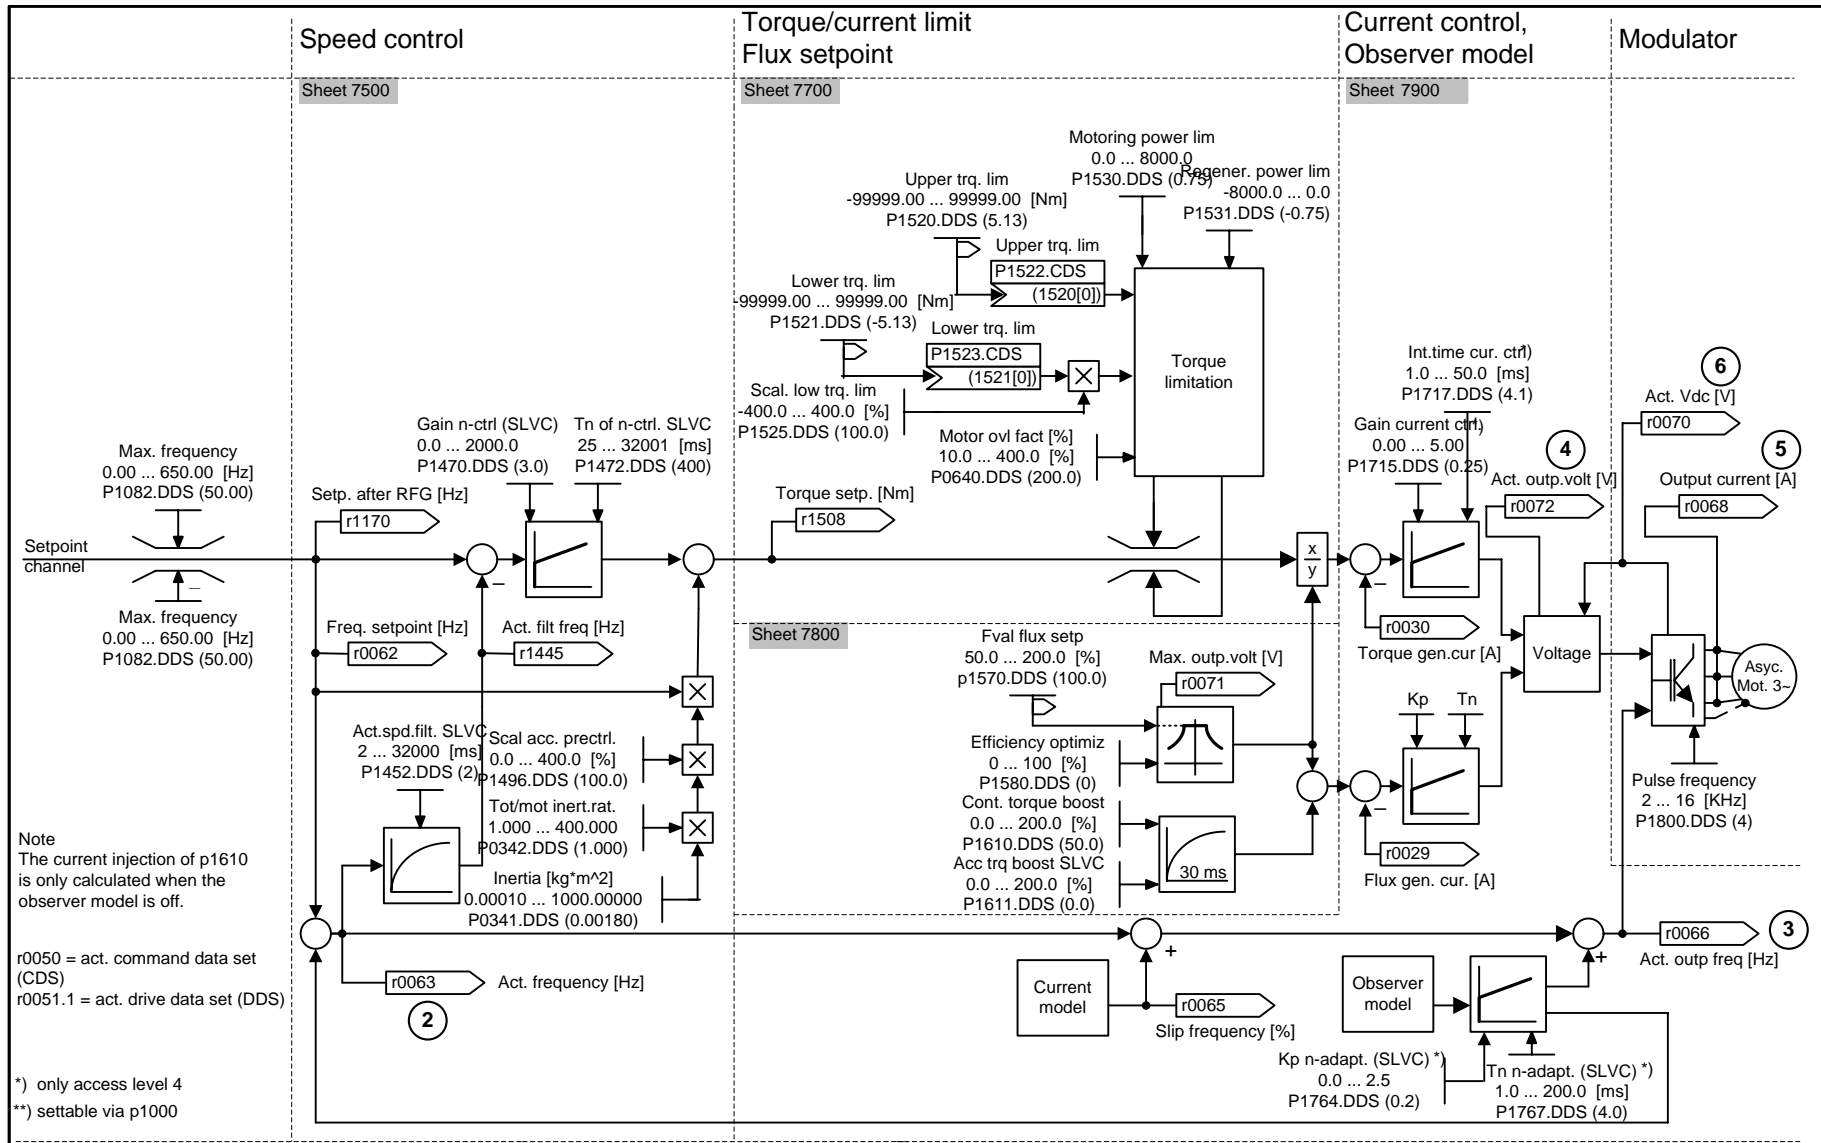 Speed control
Torque/current limit
Flux setpoint
Current control,
Observer model
Modulator
Sheet 7500
Sheet 7700
Sheet 7900
Motoring power lim
0.0 ... 8000.0
P1530.DDS (0.75)
Regener. power lim
-8000.0 ... 0.0
P1531.DDS (-0.75)
Upper trq. lim
-99999.00 ... 99999.00 [Nm]
P1520.DDS (5.13)
Upper trq. lim
P1522.CDS
(1520[0])
Lower trq. lim
-99999.00 ... 99999.00 [Nm]
P1521.DDS (-5.13)
Lower trq. lim
P1523.CDS
(1521[0])
Torque
limitation
Scal. low trq. lim
-400.0 ... 400.0 [%]
P1525.DDS (100.0)
Motor ovl fact [%]
10.0 ... 400.0 [%]
P0640.DDS (200.0)
Int.time cur. ctrl *)
1.0 ... 50.0 [ms]
P1717.DDS (4.1)
Gain current ctrl.
0.00 ... 5.00
P1715.DDS (0.25)
6
Act. Vdc [V]
r0070
4
Act. outp.volt [V]
r0072
5
Output current [A]
r0068
Gain n-ctrl (SLVC)
0.0 ... 2000.0
P1470.DDS (3.0)
Tn of n-ctrl. SLVC
25 ... 32001 [ms]
P1472.DDS (400)
Max. frequency
0.00 ... 650.00 [Hz]
P1082.DDS (50.00)
Setp. after RFG [Hz]
r1170
Torque setp. [Nm]
r1508
Setpoint
channel
–
–
x
y
–
Max. frequency
0.00 ... 650.00 [Hz]
P1082.DDS (50.00)
Freq. setpoint [Hz]
r0062
Act. filt freq [Hz]
r1445
Sheet 7800
r0030
Torque gen.cur [A]
Voltage
Asyc.
Mot. 3~
Fval flux setp
50.0 ... 200.0 [%]
p1570.DDS (100.0)
Max. outp.volt [V]
r0071
Kp
Tn
Act.spd.filt. SLVC
2 ... 32000 [ms]
P1452.DDS (2)
Scal acc. prectrl.
0.0 ... 400.0 [%]
P1496.DDS (100.0)
Efficiency optimiz
0 ... 100 [%]
P1580.DDS (0)
–
Pulse frequency
2 ... 16 [KHz]
P1800.DDS (4)
Tot/mot inert.rat.
1.000 ... 400.000
P0342.DDS (1.000)
Cont. torque boost
0.0 ... 200.0 [%]
P1610.DDS (50.0)
30 ms
r0029
Flux gen. cur. [A]
Note
The current injection of p1610
is only calculated when the
observer model is off.
Inertia [kg*m^2]
0.00010 ... 1000.00000
P0341.DDS (0.00180)
Acc trq boost SLVC
0.0 ... 200.0 [%]
P1611.DDS (0.0)
+
+
r0066
3
Act. outp freq [Hz]
r0050 = act. command data set
(CDS)
r0051.1 = act. drive data set (DDS)
r0063
Act. frequency [Hz]
2
Current
model
r0065
Slip frequency [%]
Observer
model
Kp n-adapt. (SLVC) *)
0.0 ... 2.5
P1764.DDS (0.2)
Tn n-adapt. (SLVC) *)
1.0 ... 200.0 [ms]
P1767.DDS (4.0)
*) only access level 4
**) settable via p1000